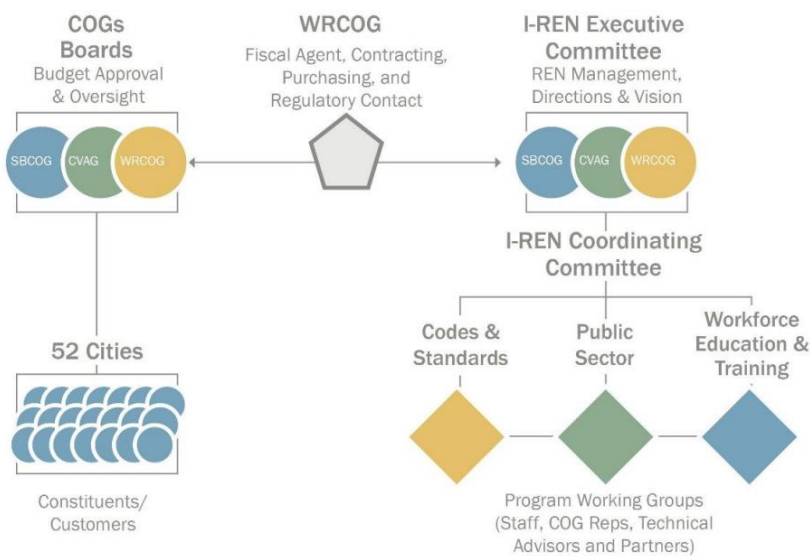 COGs
Boards
Budget Approval
& Oversight
SBCOG
CVAG
WRCOG
WRCOG
Fiscal Agent, Contracting,
Purchasing, and
Regulatory Contact
I-REN Executive
Committee
REN Management,
Directions & Vision
SBCOG
CVAG
WRCOG
I-REN Coordinating
Committee
52 Cities
Constituents/
Customers
Codes &
Standards
Public
Sector
Workforce
Education &
Training
Program Working Groups
(Staff, COG Reps, Technical
Advisors and Partners)